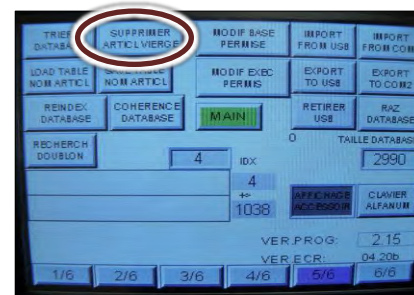 TRIER SUPPRIMER MODIF BASE IMPORT IMPORT
DATABA ARTICL VIERGE PERMISE FROM USB FROM COM
LOAD TABLE TABLE MODIF EXEC EXPORT EXPORT
NOM ARTICL NOM ARTICL PERMIS TO USB TO COM2
REINDEX COHERENCE MAIN RETIRER RAZ
DATABASE DATABASE USB DATABASE
RECHERCH 0 TAILLE DATABASE
DOUBLON 4 IDX 2990
4
+>
1038
AFFICHAGE CLAVIER
ACCESSOIR ALFANUM
VER.PROG: 2.15
VER.ECR: 04.20b
1/6 2/6 3/6 4/6 5/6 6/6